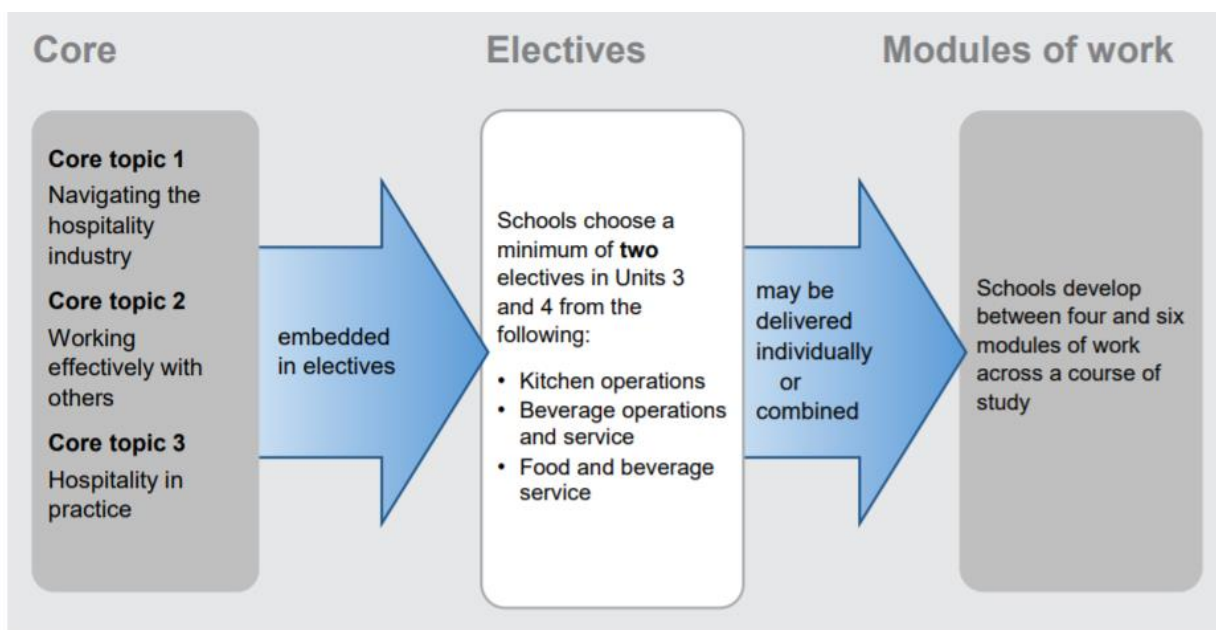 Core
Electives
Modules of work
Core topic 1
Navigating the
hospitality
industry
Core topic 2
Working
effectively with
others
Core topic 3
Hospitality in
practice
embedded
in electives
Schools choose a
minimum of two
electives in Units 3
and 4 from the
following:
• Kitchen operations
• Beverage operations
and service
• Food and beverage
service
may be
delivered
individually
or
combined
Schools develop
between four and six
modules of work
across a course of
study